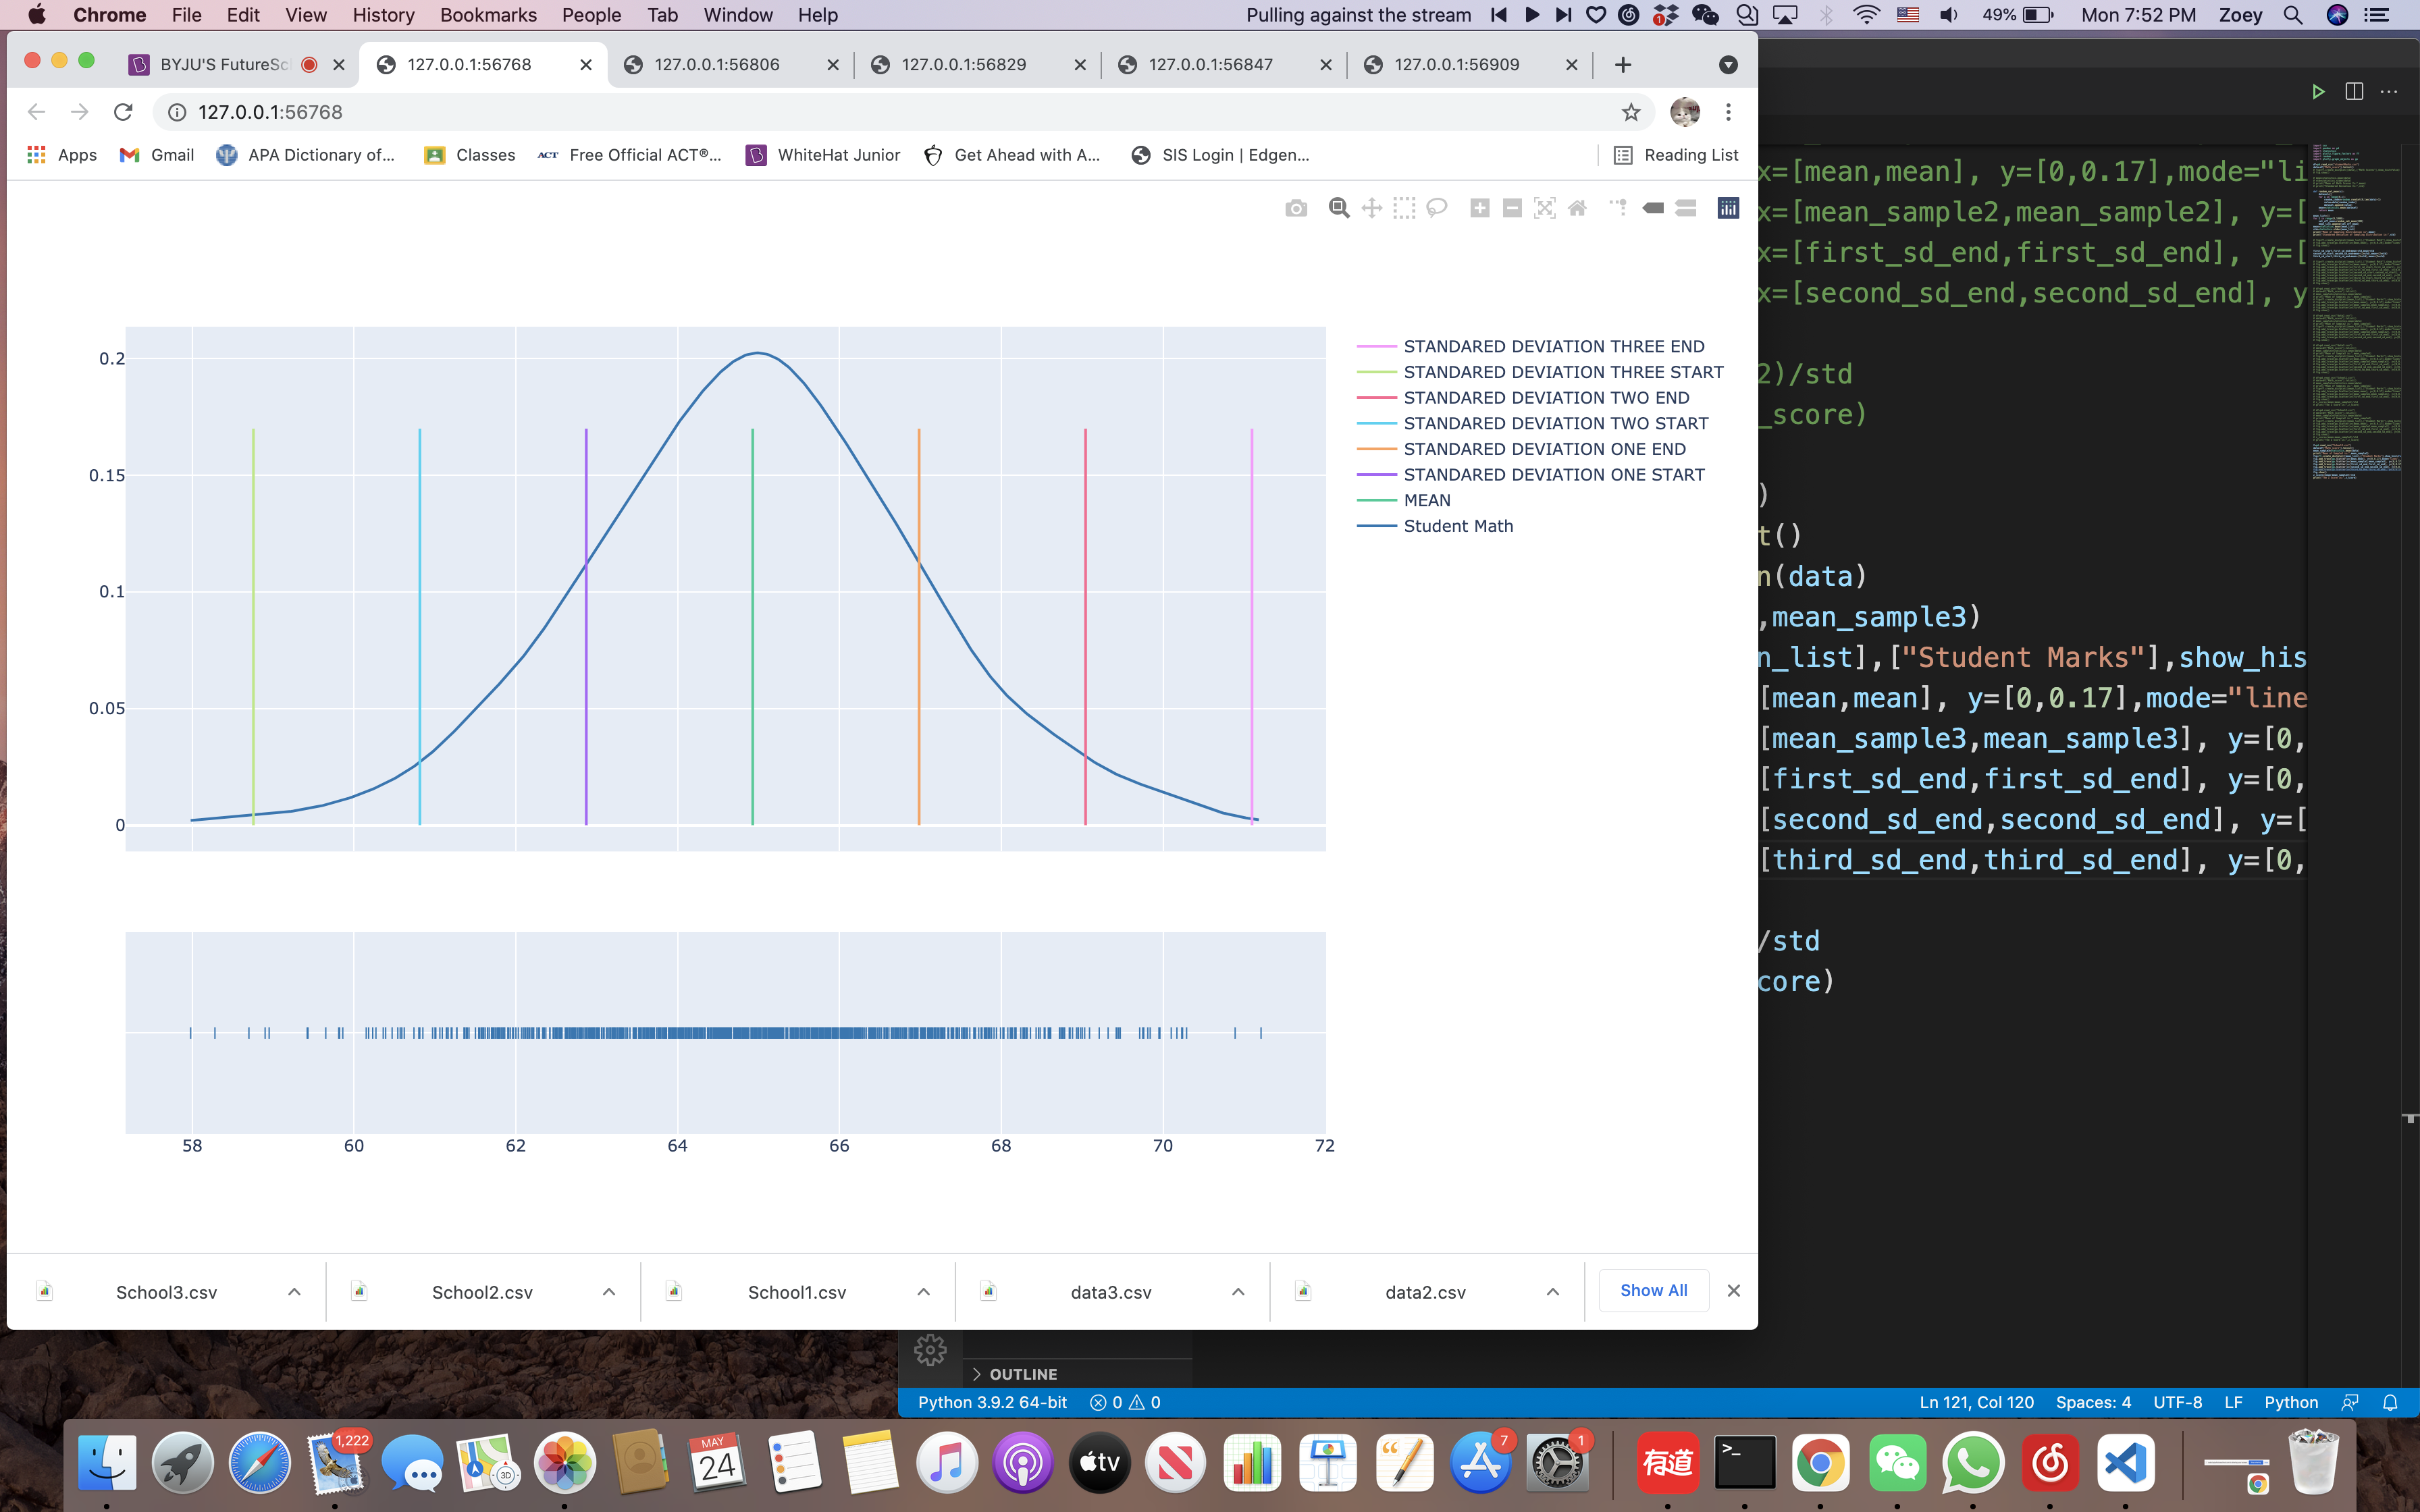 Chrome File Edit View History Bookmarks People Tab Window Help Pulling against the stream 1 49% Mon 7:52 PM Zoey
BYJU'S FutureSc 127.0.0.1:56768 127.0.0.1:56806 127.0.0.1:56829 127.0.0.1:56847 127.0.0.1:56909
127.0.0.1:56768
Apps Gmail APA Dictionary of... Classes ACT Free Official ACT®... WhiteHat Junior Get Ahead with A... SIS Login | Edgen... Reading List
x=[mean,mean], y=[0,0.17],mode="li
x=[mean_sample2,mean_sample2], y=[
x=[first_sd_end,first_sd_end], y=[
x=[second_sd_end,second_sd_end], y
2)/std
_score)
)
t()
n(data)
,mean_sample3)
n_list],["Student Marks"],show_his
[mean,mean], y=[0,0.17],mode="line
[mean_sample3,mean_sample3], y=[0,
[first_sd_end,first_sd_end], y=[0,
[second_sd_end,second_sd_end], y=[
[third_sd_end,third_sd_end], y=[0,
/std
core)
0.2
0.15
0.1
0.05
0
STANDARED DEVIATION THREE END
STANDARED DEVIATION THREE START
STANDARED DEVIATION TWO END
STANDARED DEVIATION TWO START
STANDARED DEVIATION ONE END
STANDARED DEVIATION ONE START
MEAN
Student Math
58 60 62 64 66 68 70 72
School3.csv School2.csv School1.csv data3.csv data2.csv Show All
OUTLINE
Python 3.9.2 64-bit 0 0 Ln 121, Col 120 Spaces: 4 UTF-8 LF Python
1,222 3D MAY 24 tv 7 1 有道 >_